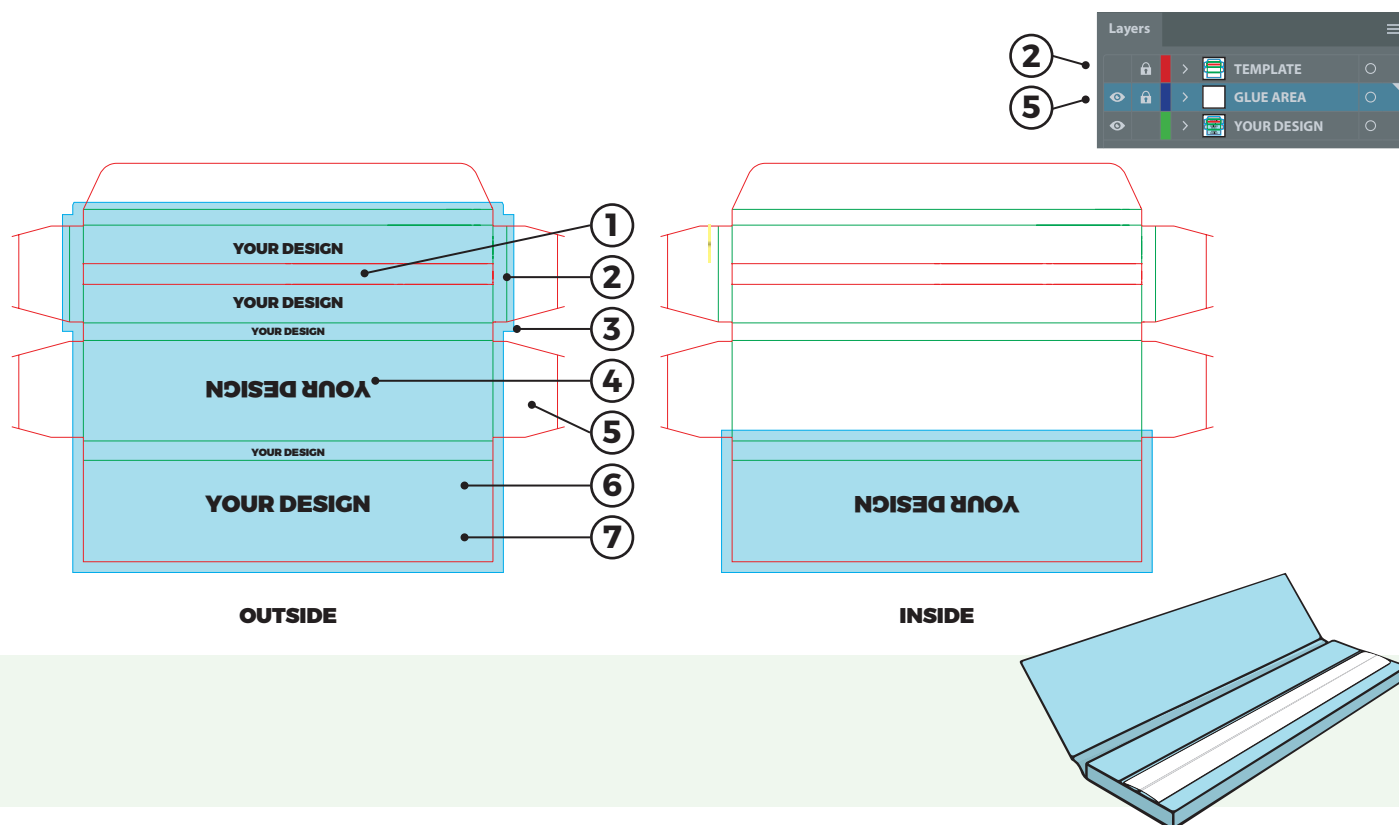 Layers
2
TEMPLATE
5
GLUE AREA
YOUR DESIGN
1
YOUR DESIGN
2
YOUR DESIGN
3
YOUR DESIGN
4
YOUR DESIGN
5
YOUR DESIGN
6
YOUR DESIGN
YOUR DESIGN
7
OUTSIDE
INSIDE